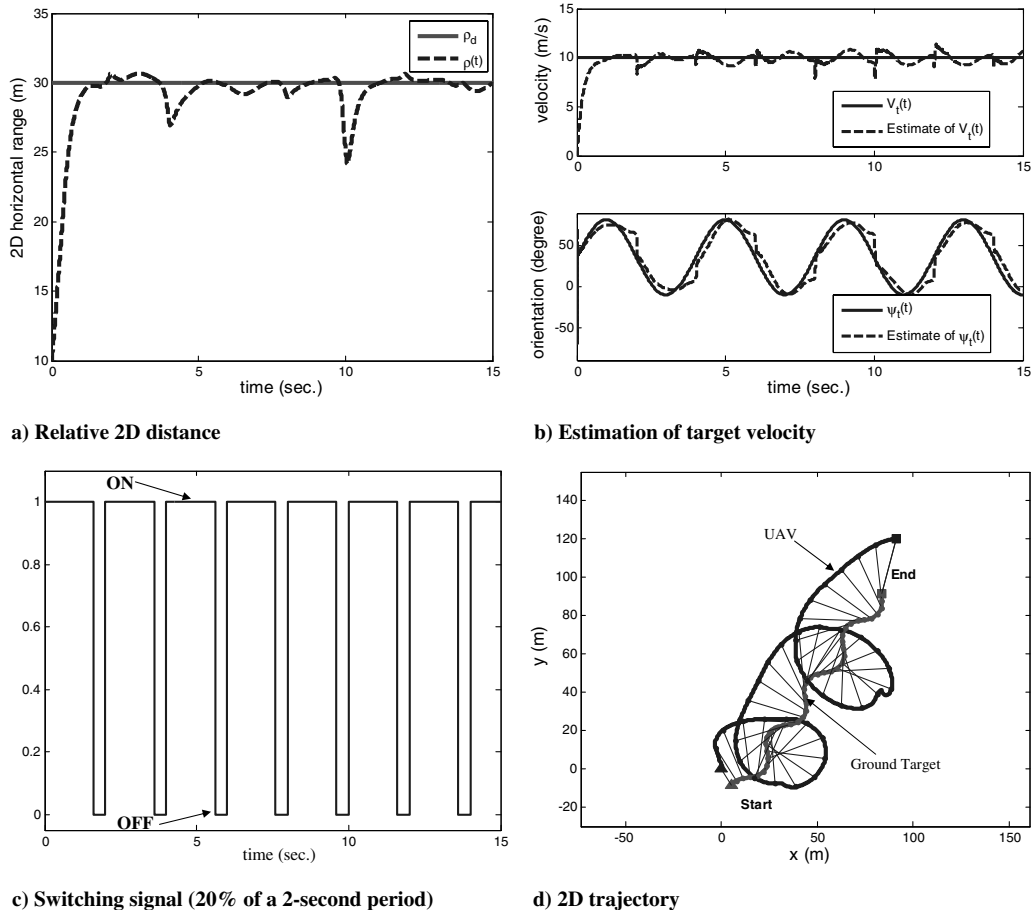 35
30
25
20
15
10
2D horizontal range (m)
ρd
ρ(t)
0
5
10
15
time (sec.)
a) Relative 2D distance
15
10
5
0
velocity (m/s)
Vt(t)
Estimate of Vt(t)
0
5
10
15
50
0
-50
orientation (degree)
ψt(t)
Estimate of ψt(t)
0
5
10
15
time (sec.)
b) Estimation of target velocity
1
0.8
0.6
0.4
0.2
0
ON
OFF
0
5
10
15
time (sec.)
c) Switching signal (20% of a 2-second period)
140
120
100
80
60
40
20
0
-20
y (m)
UAV
End
Ground Target
Start
-50
0
50
100
150
x (m)
d) 2D trajectory